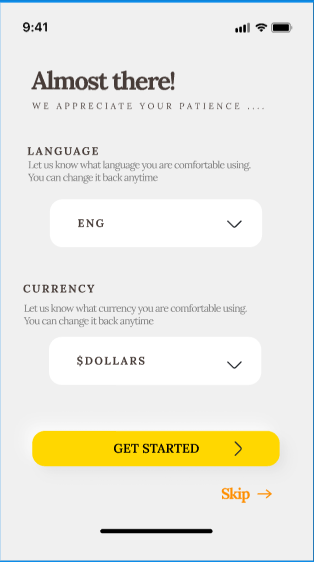 9:41
Almost there!
WE APPRECIATE YOUR PATIENCE ....
LANGUAGE
Let us know what language you are comfortable using.
You can change it back anytime
ENG
CURRENCY
Let us know what currency you are comfortable using.
You can change it back anytime
$DOLLARS
GET STARTED
Skip